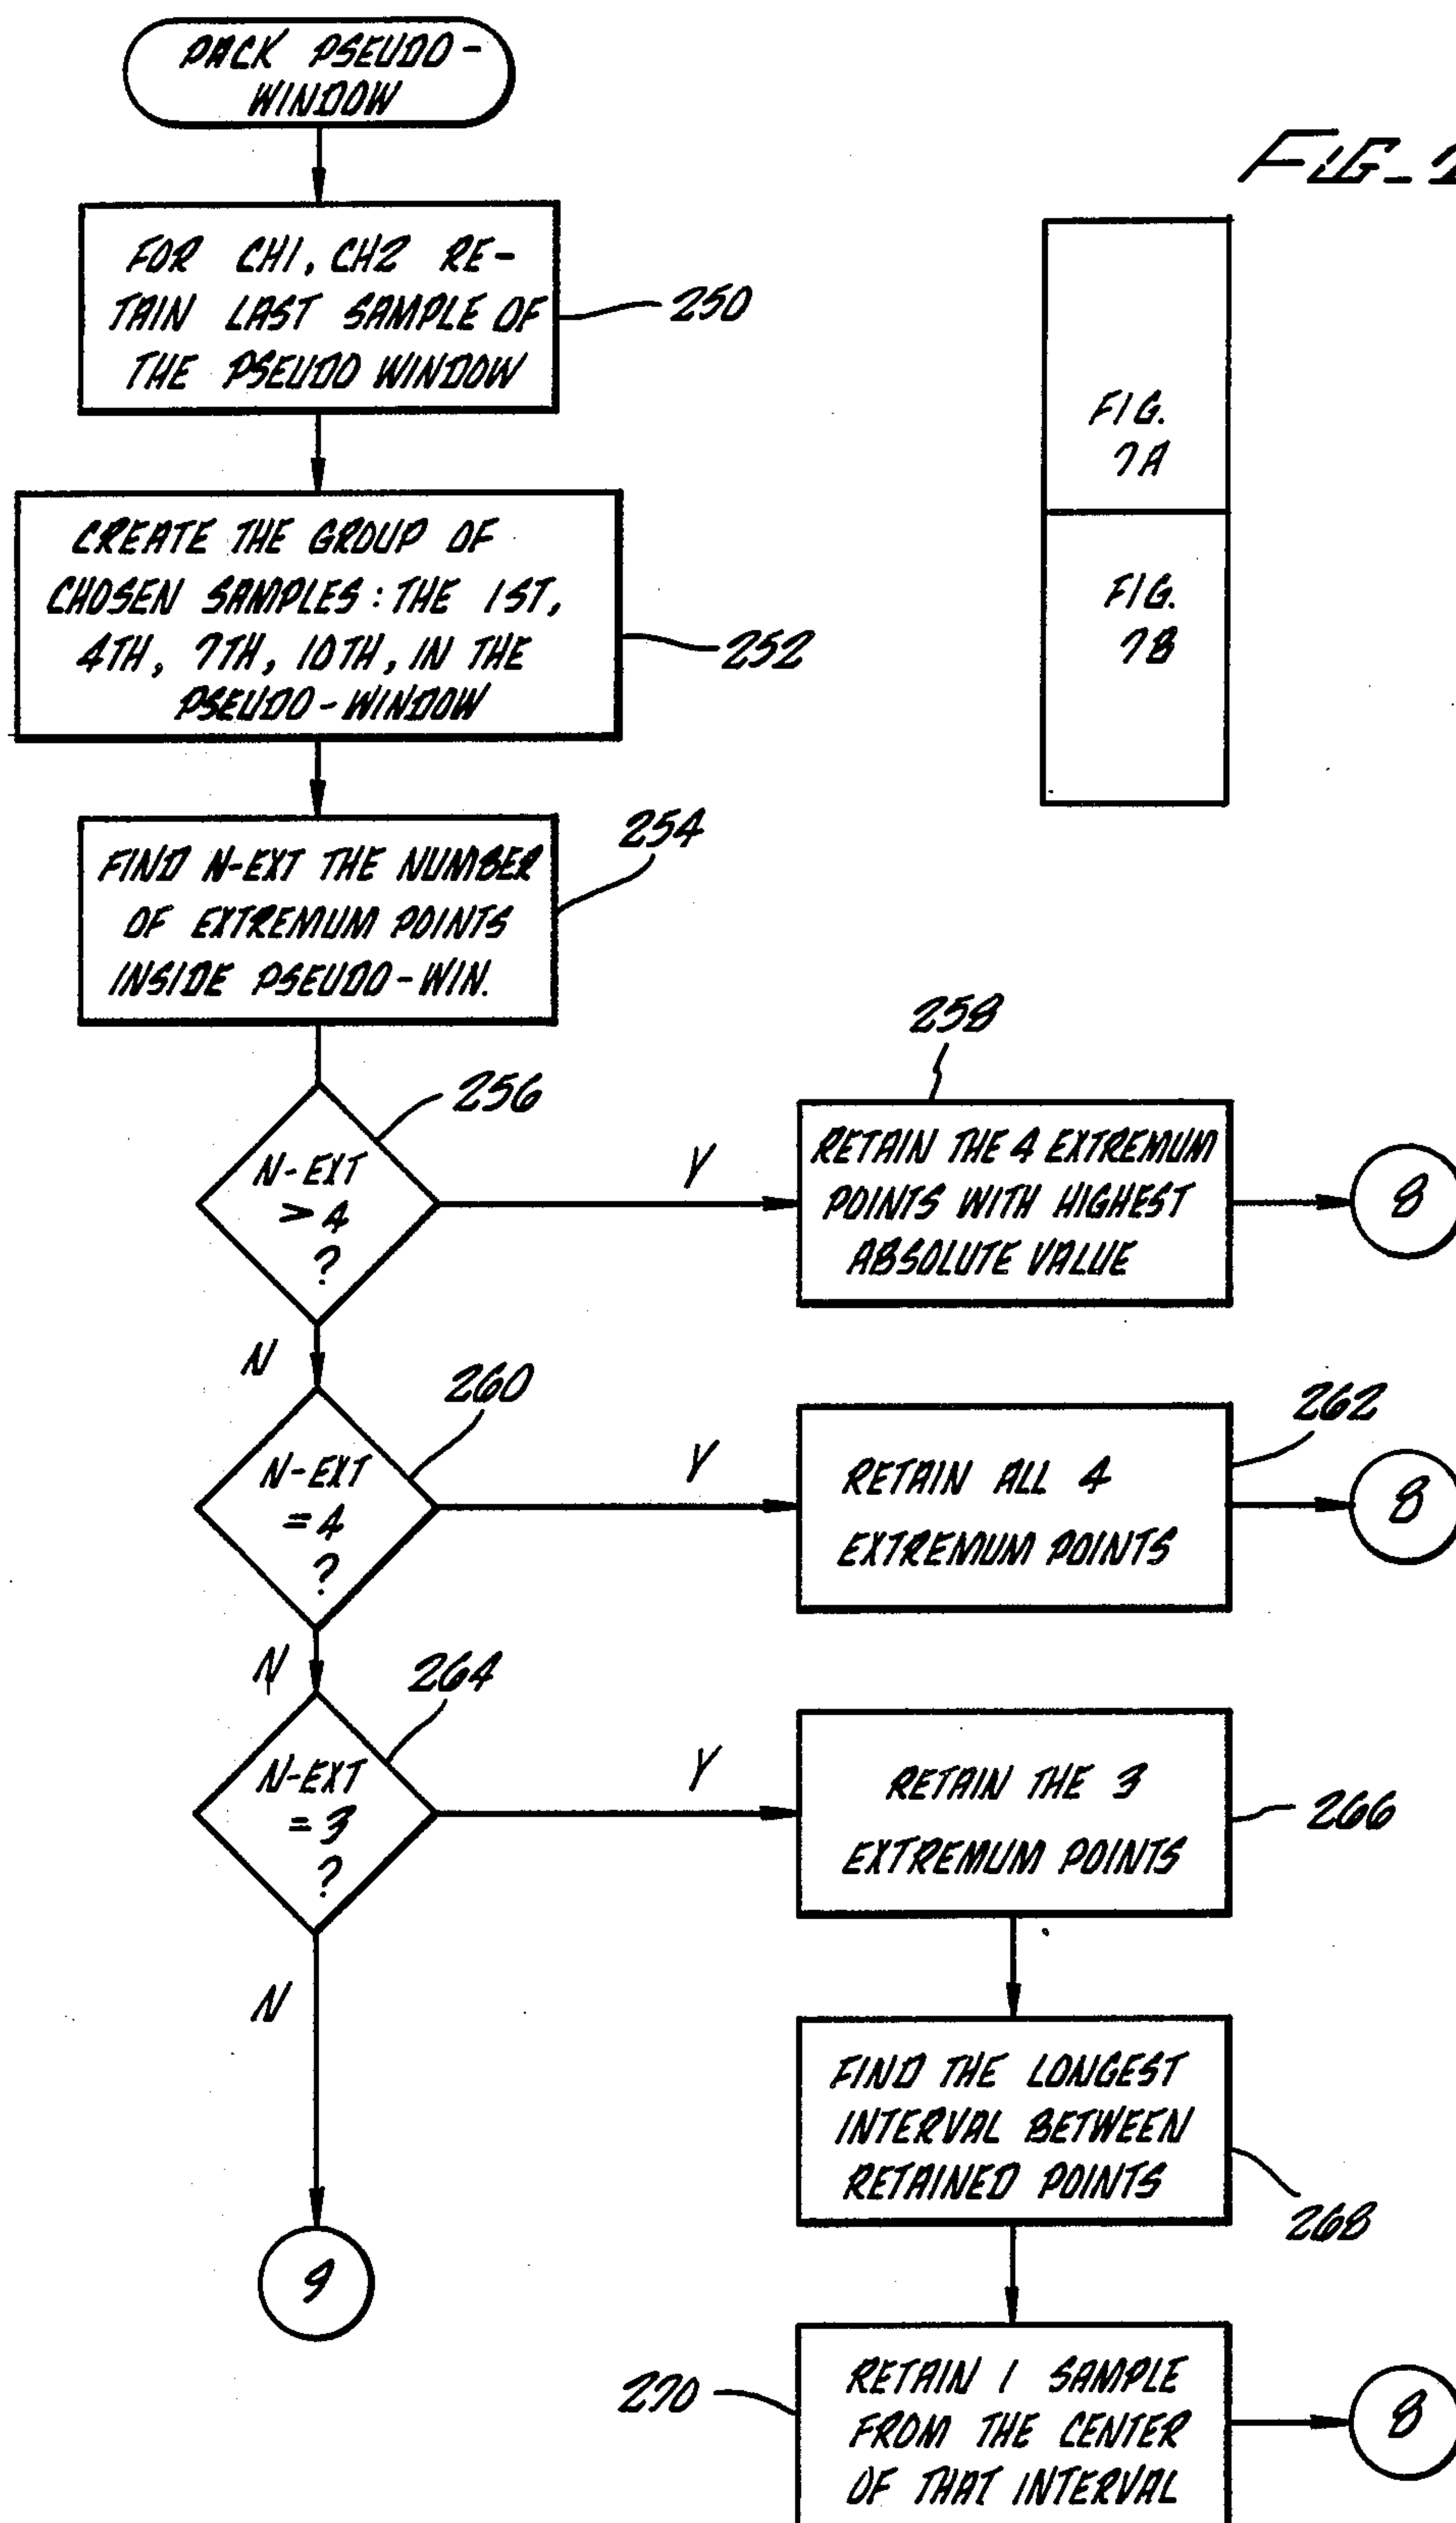 PACK PSEUDO-
WINDOW
FIG_7
FOR CH1, CH2 RE-
TAIN LAST SAMPLE OF
THE PSEUDO WINDOW
250
FIG.
7A
FIG.
7B
CREATE THE GROUP OF
CHOSEN SAMPLES: THE 1ST,
4TH, 7TH, 10TH, IN THE
PSEUDO-WINDOW
252
FIND N-EXT THE NUMBER
OF EXTREMUM POINTS
INSIDE PSEUDO-WIN.
254
N-EXT
>4
?
256
Y
258
RETAIN THE 4 EXTREMUM
POINTS WITH HIGHEST
ABSOLUTE VALUE
8
N
N-EXT
=4
?
260
Y
RETAIN ALL 4
EXTREMUM POINTS
262
8
N
N-EXT
=3
?
264
Y
RETAIN THE 3
EXTREMUM POINTS
266
N
9
FIND THE LONGEST
INTERVAL BETWEEN
RETAINED POINTS
268
270
RETAIN 1 SAMPLE
FROM THE CENTER
OF THAT INTERVAL
8